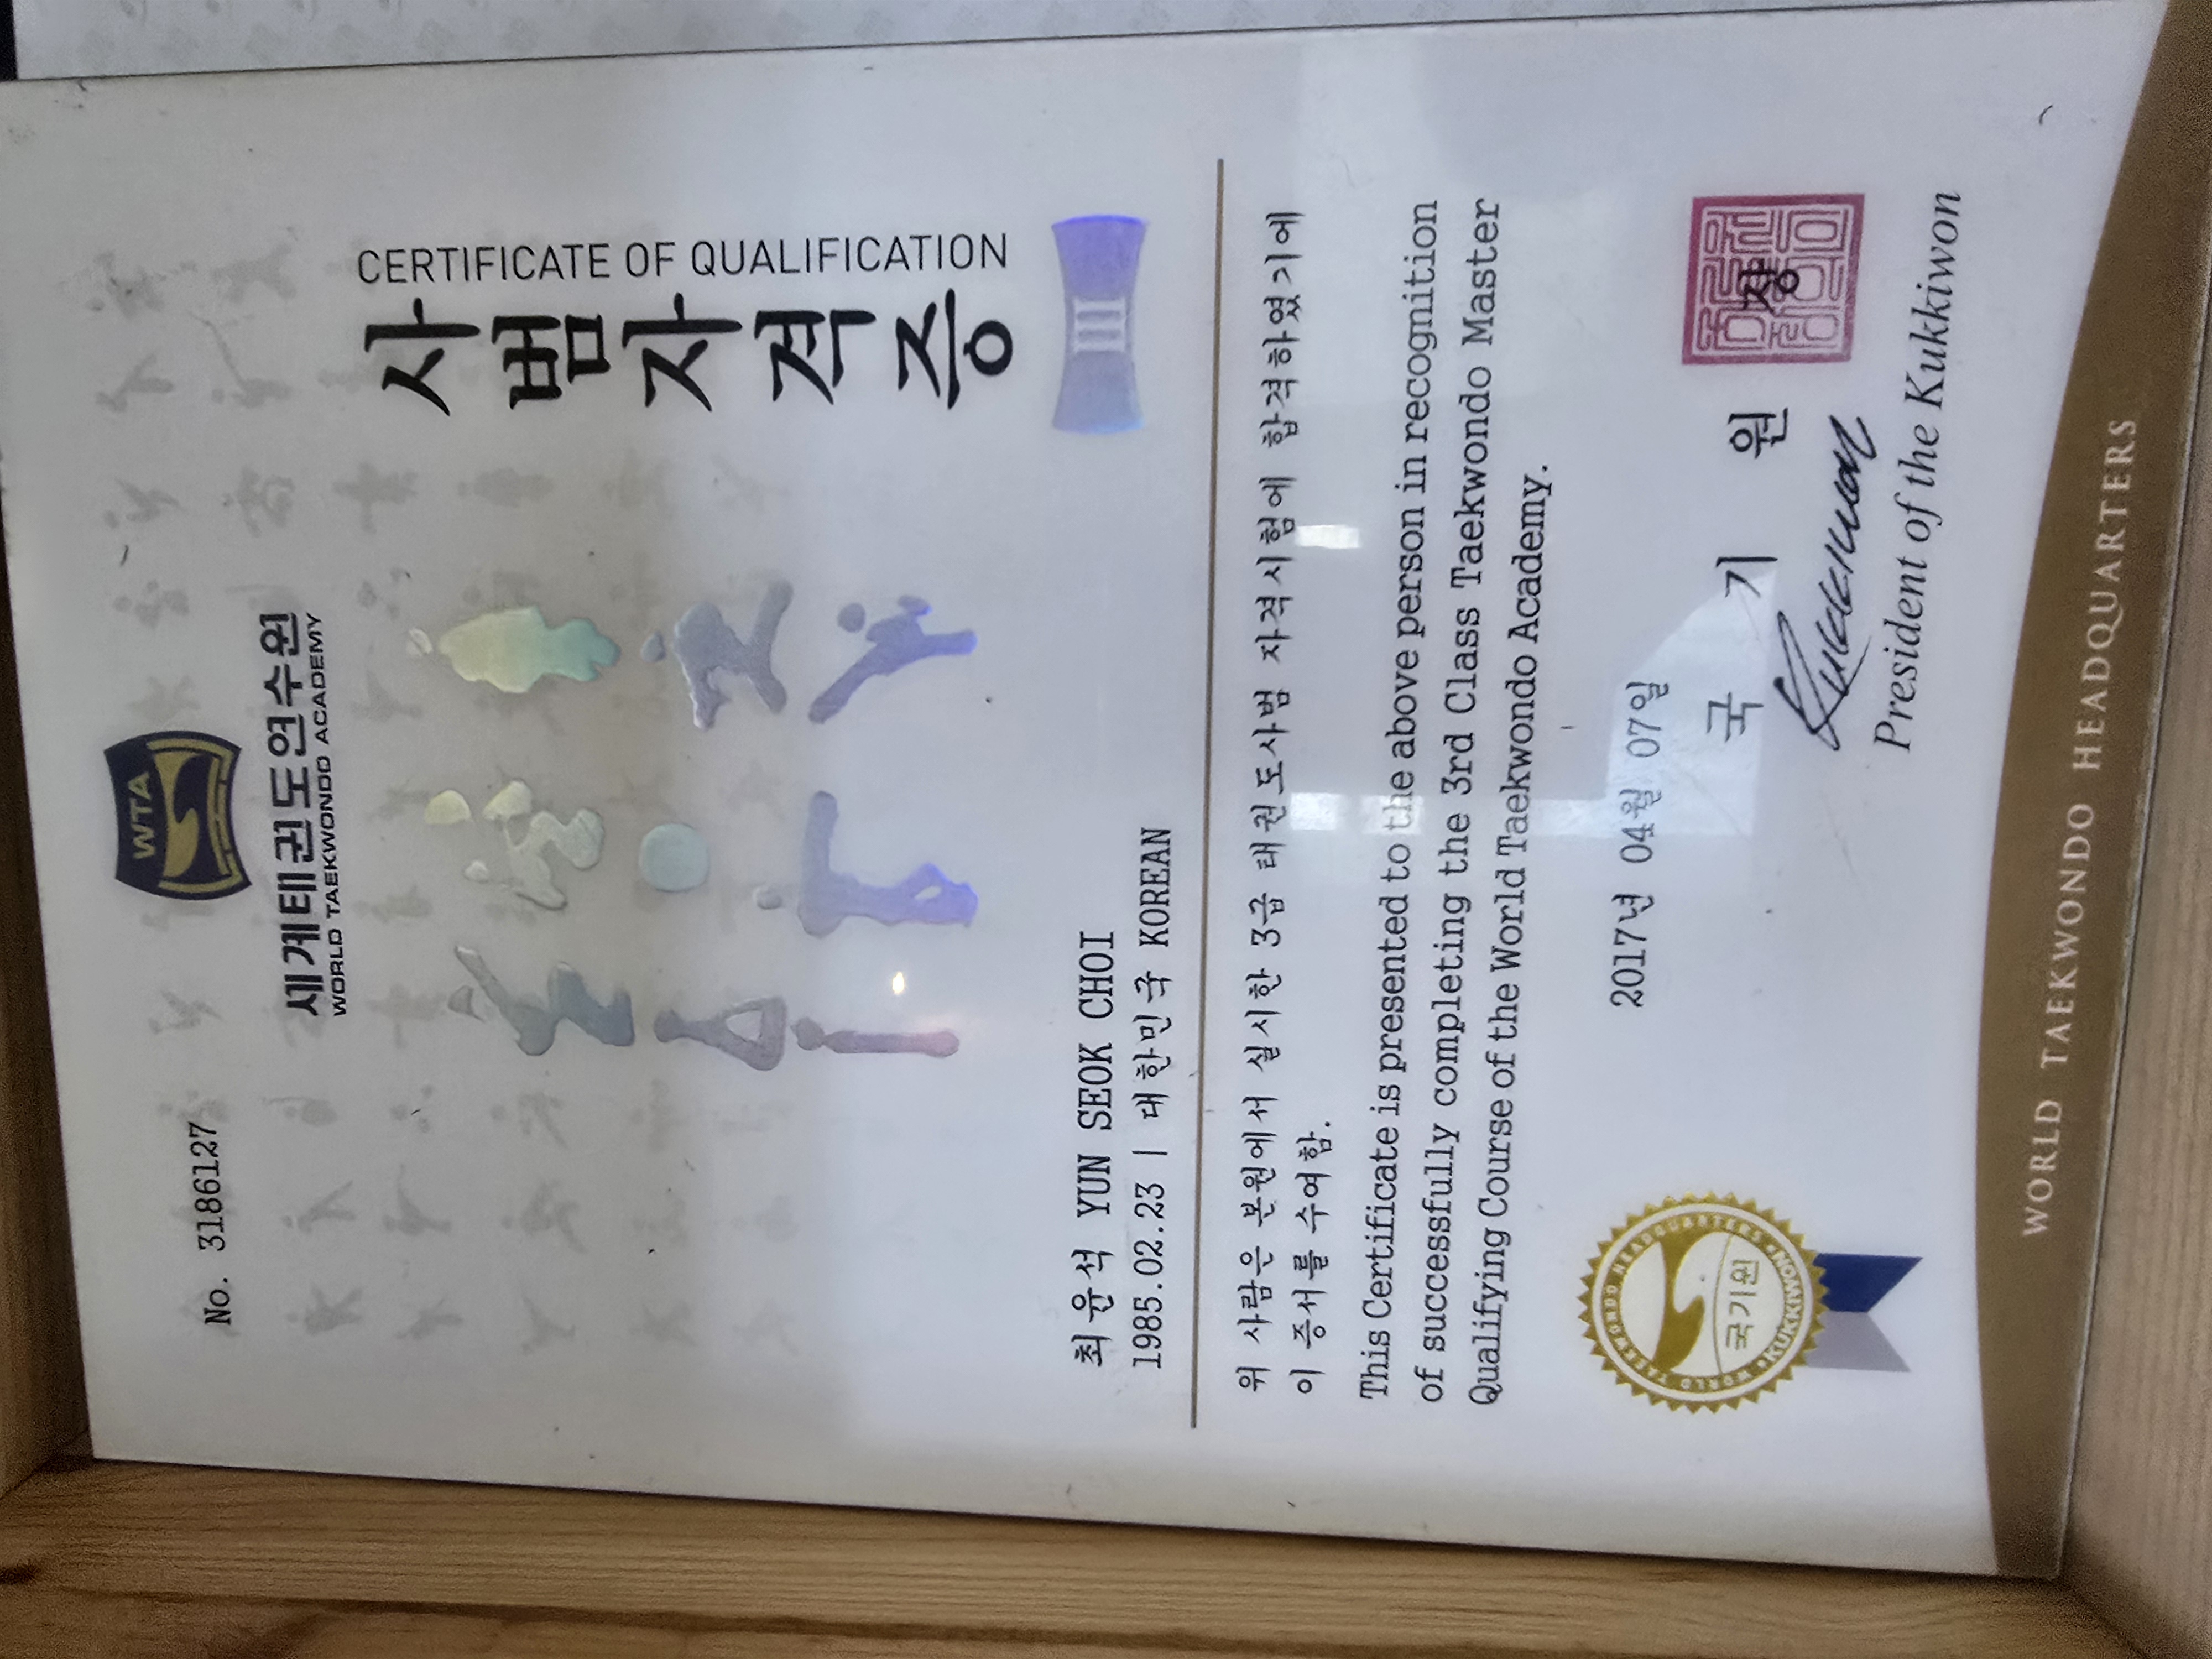 No. 3186127
WTA
세계태권도연수원
WORLD TAEKWONDO ACADEMY
CERTIFICATE OF QUALIFICATION
사범자격증
III
최윤석 YUN SEOK CHOI
1985.02.23 | 대한민국 KOREAN
위 사람은 본원에서 실시한 3급 태권도사범 자격시험에 합격하였기에
이 증서를 수여함.
This Certificate is presented to the above person in recognition
of successfully completing the 3rd Class Taekwondo Master
Qualifying Course of the World Taekwondo Academy.
2017년 04월 07일
국 기 원 장
President of the Kukkiwon
WORLD TAEKWONDO HEADQUARTERS
KUKKIWON
국기원
WORLD TAEKWONDO HEADQUARTERS